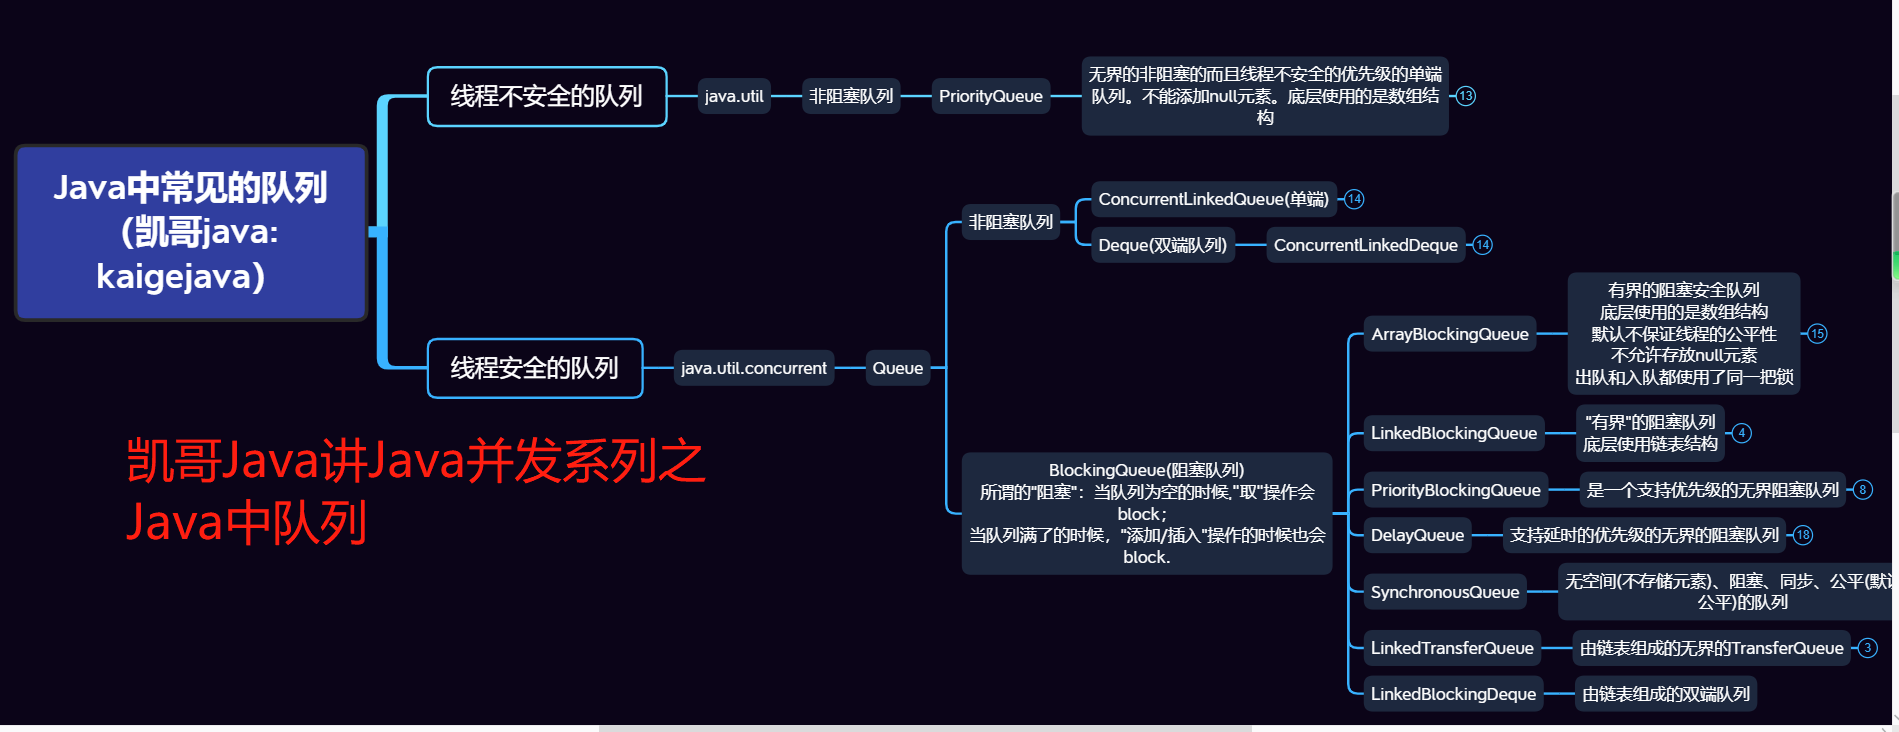 Java中常见的队列
(凯哥java:
kaigejava)
线程不安全的队列
java.util
非阻塞队列
PriorityQueue
无界的非阻塞的而且线程不安全的优先级的单端
队列。不能添加null元素。底层使用的是数组结
构
13
线程安全的队列
java.util.concurrent
Queue
非阻塞队列
ConcurrentLinkedQueue(单端)
14
Deque(双端队列)
ConcurrentLinkedDeque
14
BlockingQueue(阻塞队列)
所谓的"阻塞"：当队列为空的时候,"取"操作会
block；
当队列满了的时候，"添加/插入"操作的时候也会
block.
ArrayBlockingQueue
有界的阻塞安全队列
底层使用的是数组结构
默认不保证线程的公平性
不允许存放null元素
出队和入队都使用了同一把锁
15
LinkedBlockingQueue
"有界"的阻塞队列
底层使用链表结构
4
PriorityBlockingQueue
是一个支持优先级的无界阻塞队列
8
DelayQueue
支持延时的优先级的无界的阻塞队列
18
SynchronousQueue
无空间(不存储元素)、阻塞、同步、公平(默
公平)的队列
LinkedTransferQueue
由链表组成的无界的TransferQueue
3
LinkedBlockingDeque
由链表组成的双端队列
凯哥Java讲Java并发系列之
Java中队列